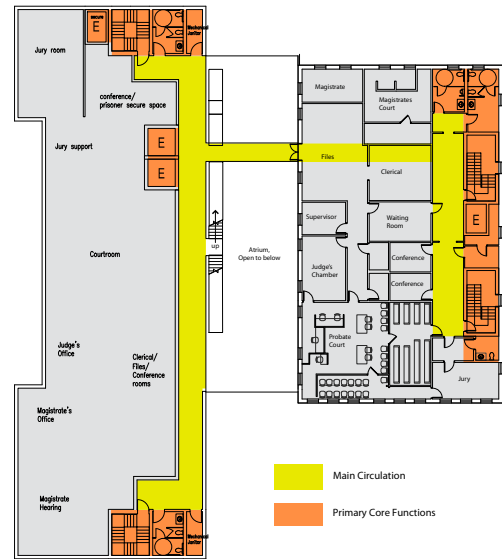 SECURE
E
Mechanical
Janitor
Jury room
conference/
prisoner secure space
Jury support
E
E
Courtroom
up
Atrium,
Open to below
Judge's
Office
Clerical/
Files/
Conference
rooms
Magistrate's
Office
Magistrate
Hearing
Mechanical
Janitor
Magistrate
Magistrates
Court
Files
Clerical
Supervisor
Waiting
Room
E
Judge's
Chamber
Conference
Conference
Probate
Court
Jury
Main Circulation
Primary Core Functions